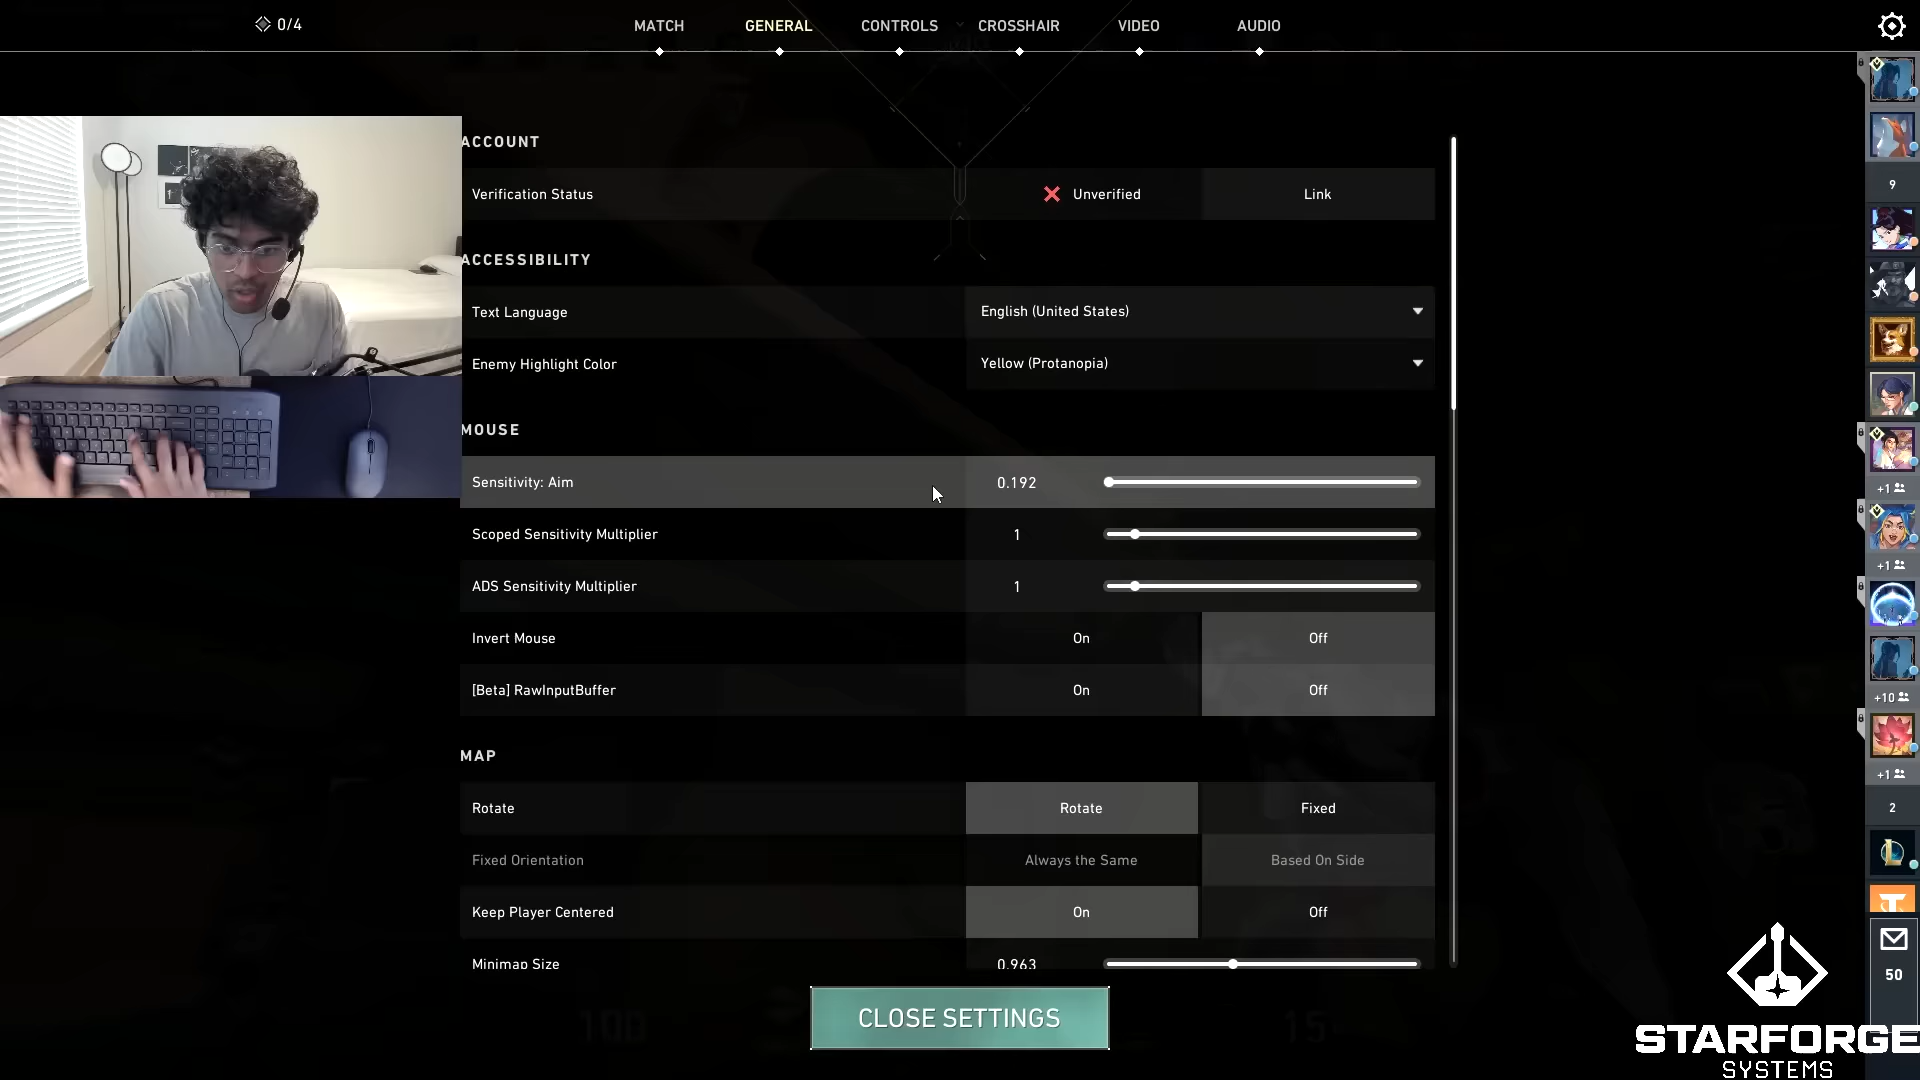 0/4
MATCH
GENERAL
CONTROLS
CROSSHAIR
VIDEO
AUDIO
ACCOUNT
Verification Status
Unverified
Link
ACCESSIBILITY
Text Language
English (United States)
Enemy Highlight Color
Yellow (Protanopia)
MOUSE
Sensitivity: Aim
0.192
Scoped Sensitivity Multiplier
1
ADS Sensitivity Multiplier
1
Invert Mouse
On
Off
[Beta] RawInputBuffer
On
Off
MAP
Rotate
Rotate
Fixed
Fixed Orientation
Always the Same
Based On Side
Keep Player Centered
On
Off
Minimap Size
0.963
CLOSE SETTINGS
100
9
+1
+1
+10
+1
2
50
STARFORGE
SYSTEMS